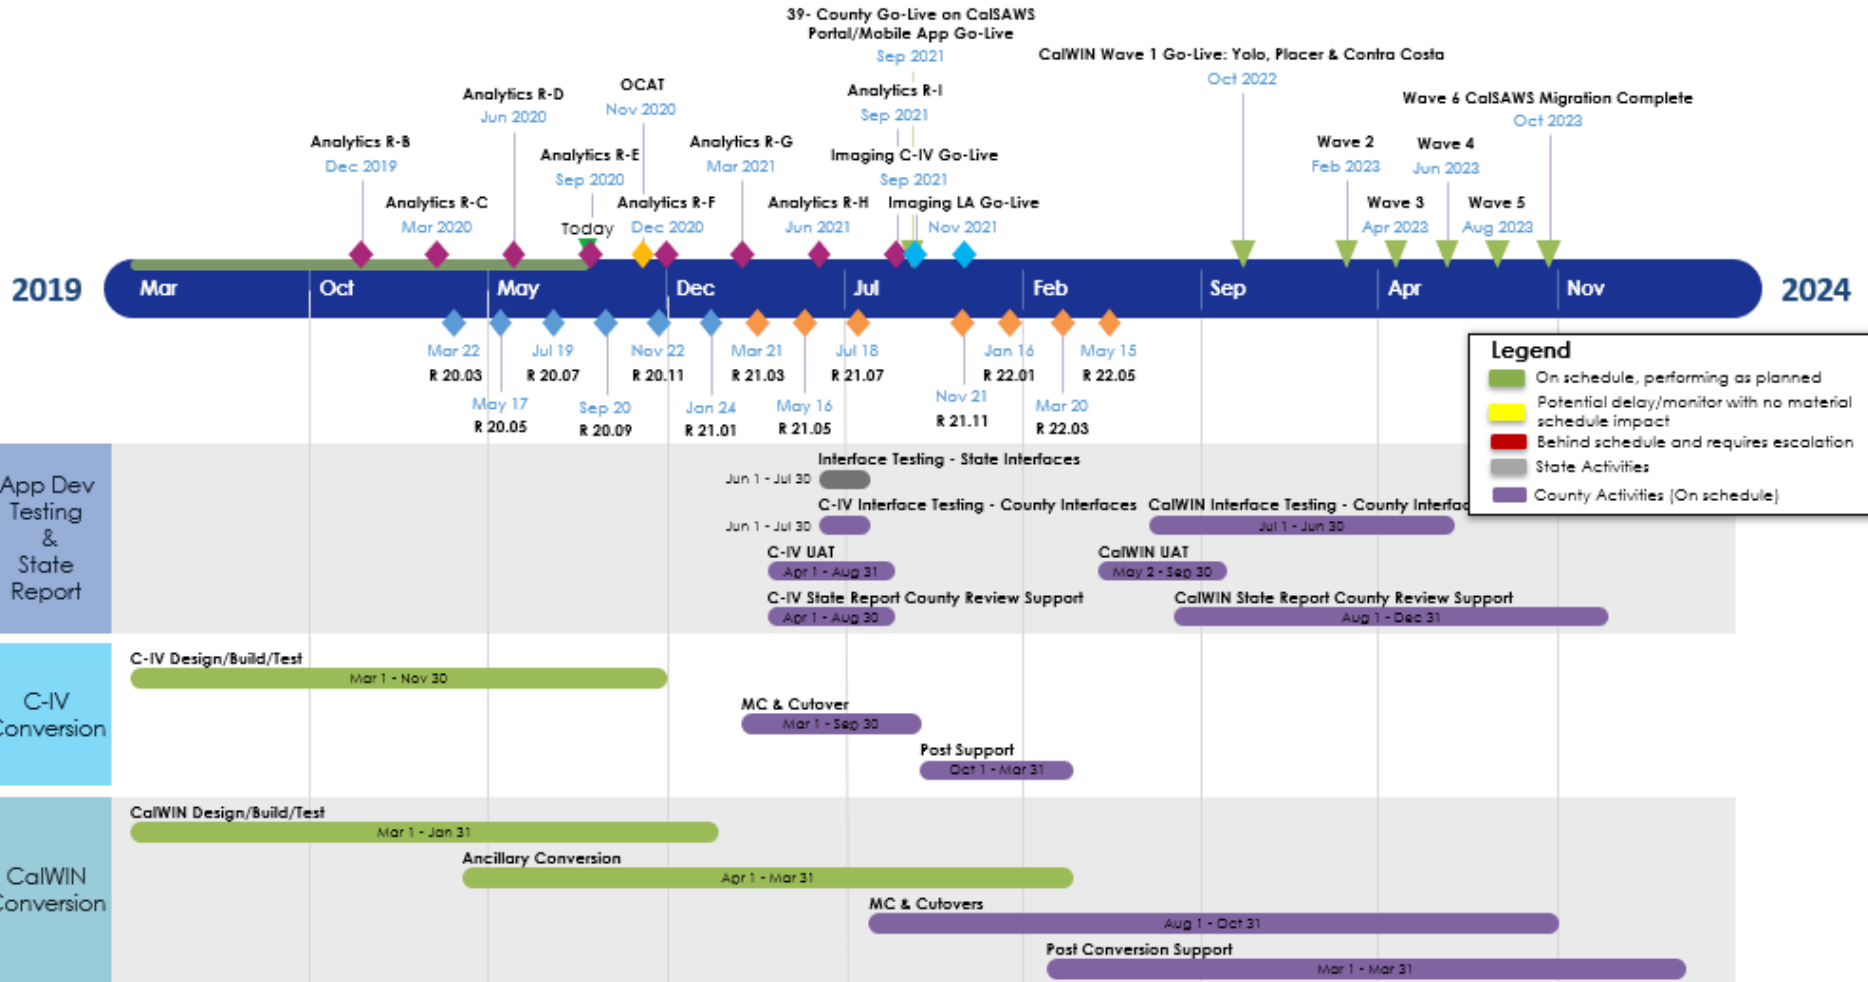 39- County Go-Live on CalSAWS
Portal/Mobile App Go-Live
Sep 2021
CalWIN Wave 1 Go-Live: Yolo, Placer & Contra Costa
Oct 2022
Analytics R-D
Jun 2020
OCAT
Nov 2020
Analytics R-I
Sep 2021
Wave 6 CalSAWS Migration Complete
Oct 2023
Analytics R-B
Dec 2019
Analytics R-E
Sep 2020
Analytics R-G
Mar 2021
Imaging C-IV Go-Live
Sep 2021
Wave 2
Feb 2023
Wave 4
Jun 2023
Analytics R-C
Mar 2020
Today
Analytics R-F
Dec 2020
Analytics R-H
Jun 2021
Imaging LA Go-Live
Nov 2021
Wave 3
Apr 2023
Wave 5
Aug 2023
2019
Mar
Oct
May
Dec
Jul
Feb
Sep
Apr
Nov
2024
Mar 22
R 20.03
May 17
R 20.05
Jul 19
R 20.07
Sep 20
R 20.09
Nov 22
R 20.11
Jan 24
R 21.01
Mar 21
R 21.03
May 16
R 21.05
Jul 18
R 21.07
Nov 21
R 21.11
Jan 16
R 22.01
Mar 20
R 22.03
May 15
R 22.05
Legend
On schedule, performing as planned
Potential delay/monitor with no material
schedule impact
Behind schedule and requires escalation
State Activities
County Activities (On schedule)
App Dev
Testing
&
State
Report
Interface Testing - State Interfaces
Jun 1 - Jul 30
C-IV Interface Testing - County Interfaces
Jun 1 - Jul 30
CalWIN Interface Testing - County Interfac
Jul 1 - Jun 30
C-IV UAT
Apr 1 - Aug 31
CalWIN UAT
May 2 - Sep 30
C-IV State Report County Review Support
Apr 1 - Aug 30
CalWIN State Report County Review Support
Aug 1 - Dec 31
C-IV
Conversion
C-IV Design/Build/Test
Mar 1 - Nov 30
MC & Cutover
Mar 1 - Sep 30
Post Support
Oct 1 - Mar 31
CalWIN
Conversion
CalWIN Design/Build/Test
Mar 1 - Jan 31
Ancillary Conversion
Apr 1 - Mar 31
MC & Cutovers
Aug 1 - Oct 31
Post Conversion Support
Mar 1 - Mar 31